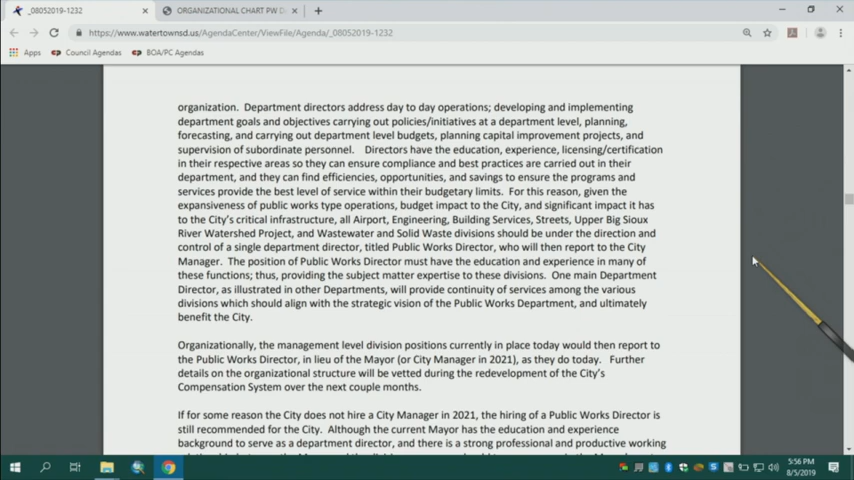 _08052019-1232
ORGANIZATIONAL CHART PW D
https://www.watertownsd.us/AgendaCenter/ViewFile/Agenda/_08052019-1232
Apps
Council Agendas
BOA/PC Agendas
organization. Department directors address day to day operations; developing and implementing
department goals and objectives carrying out policies/initiatives at a department level, planning,
forecasting, and carrying out department level budgets, planning capital improvement projects, and
supervision of subordinate personnel. Directors have the education, experience, licensing/certification
in their respective areas so they can ensure compliance and best practices are carried out in their
department, and they can find efficiencies, opportunities, and savings to ensure the programs and
services provide the best level of service within their budgetary limits. For this reason, given the
expansiveness of public works type operations, budget impact to the City, and significant impact it has
to the City's critical infrastructure, all Airport, Engineering, Building Services, Streets, Upper Big Sioux
River Watershed Project, and Wastewater and Solid Waste divisions should be under the direction and
control of a single department director, titled Public Works Director, who will then report to the City
Manager. The position of Public Works Director must have the education and experience in many of
these functions; thus, providing the subject matter expertise to these divisions. One main Department
Director, as illustrated in other Departments, will provide continuity of services among the various
divisions which should align with the strategic vision of the Public Works Department, and ultimately
benefit the City.
Organizationally, the management level division positions currently in place today would then report to
the Public Works Director, in lieu of the Mayor (or City Manager in 2021), as they do today. Further
details on the organizational structure will be vetted during the redevelopment of the City's
Compensation System over the next couple months.
If for some reason the City does not hire a City Manager in 2021, the hiring of a Public Works Director is
still recommended for the City. Although the current Mayor has the education and experience
background to serve as a department director, and there is a strong professional and productive working
5:56 PM
8/5/2019